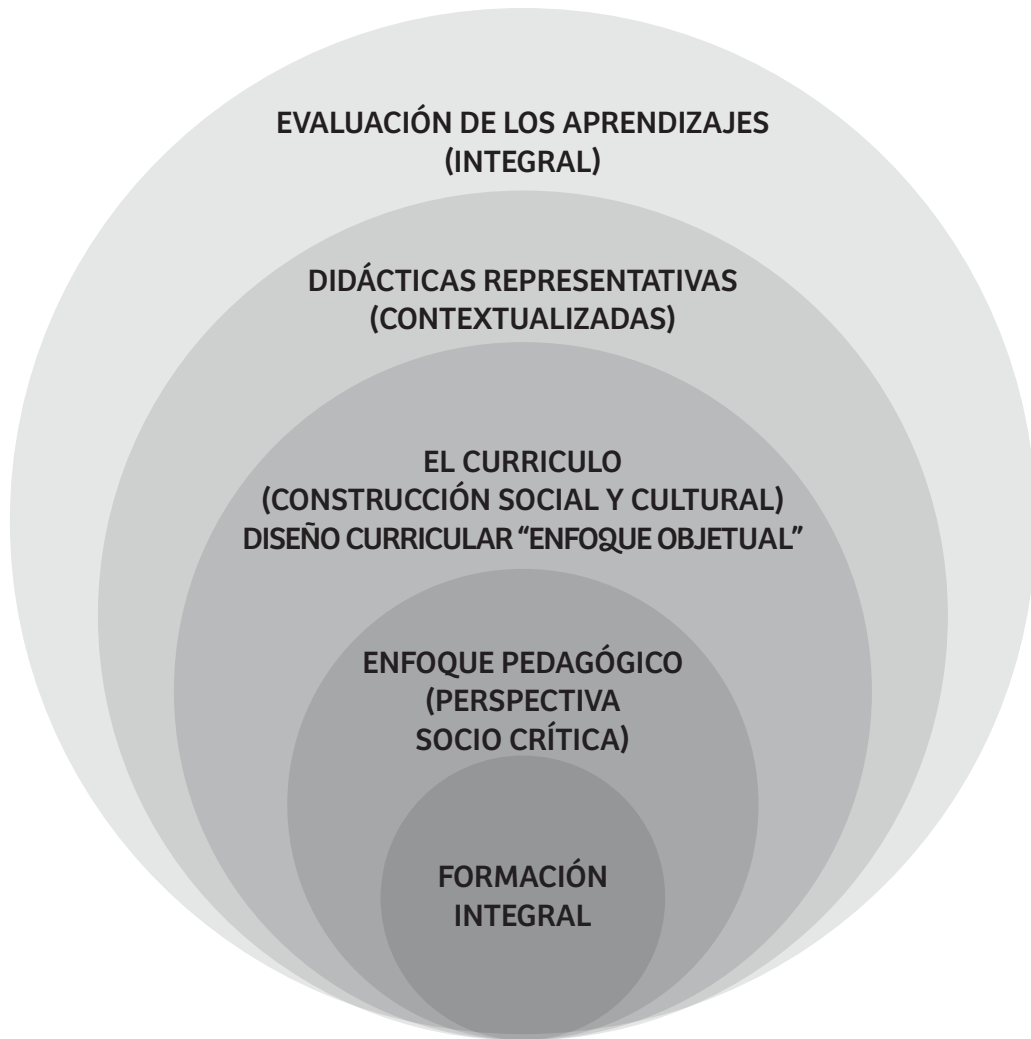 EVALUACIÓN DE LOS APRENDIZAJES
(INTEGRAL)
DIDÁCTICAS REPRESENTATIVAS
(CONTEXTUALIZADAS)
EL CURRICULO
(CONSTRUCCIÓN SOCIAL Y CULTURAL)
DISEÑO CURRICULAR “ENFOQUE OBJETUAL”
ENFOQUE PEDAGÓGICO
(PERSPECTIVA
SOCIO CRÍTICA)
FORMACIÓN
INTEGRAL